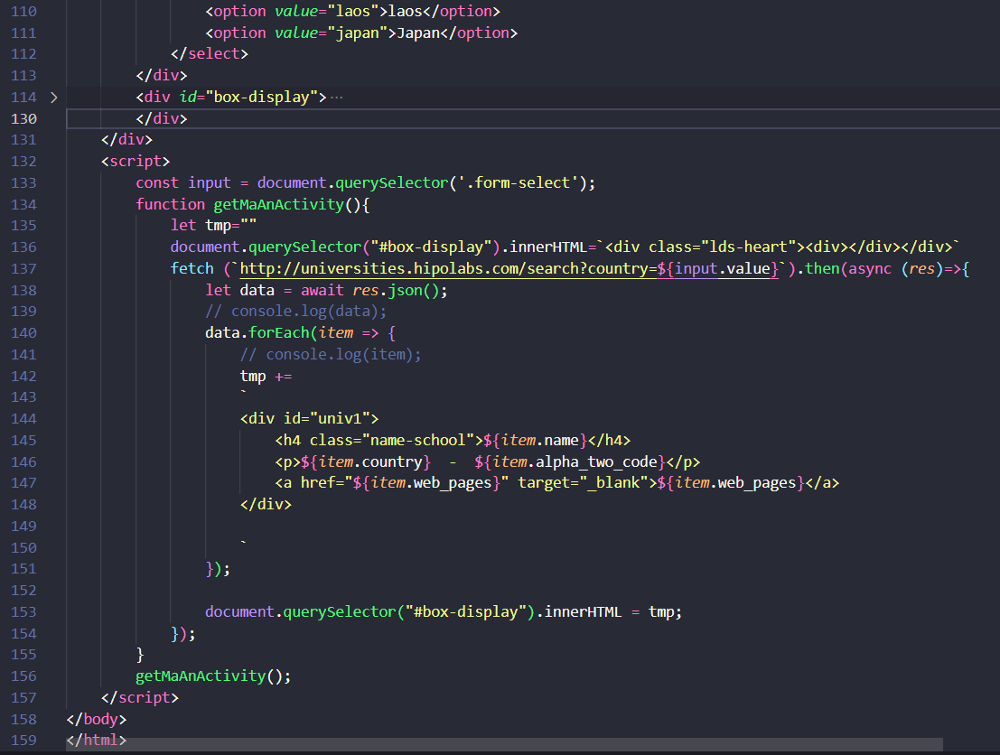 110 <option value="laos">laos</option>
111 <option value="japan">Japan</option>
112 </select>
113 </div>
114 <div id="box-display">···
130 </div>
131 </div>
132 <script>
133 const input = document.querySelector('.form-select');
134 function getMaAnActivity(){
135 let tmp=""
136 document.querySelector("#box-display").innerHTML=`<div class="lds-heart"><div></div></div>`
137 fetch (`http://universities.hipolabs.com/search?country=${input.value}`).then(async (res)=>{
138 let data = await res.json();
139 // console.log(data);
140 data.forEach(item => {
141 // console.log(item);
142 tmp +=
143 `
144 <div id="univ1">
145 <h4 class="name-school">${item.name}</h4>
146 <p>${item.country}  -  ${item.alpha_two_code}</p>
147 <a href="${item.web_pages}" target="_blank">${item.web_pages}</a>
148 </div>
149
150 `
151 });
152
153 document.querySelector("#box-display").innerHTML = tmp;
154 });
155 }
156 getMaAnActivity();
157 </script>
158 </body>
159 </html>